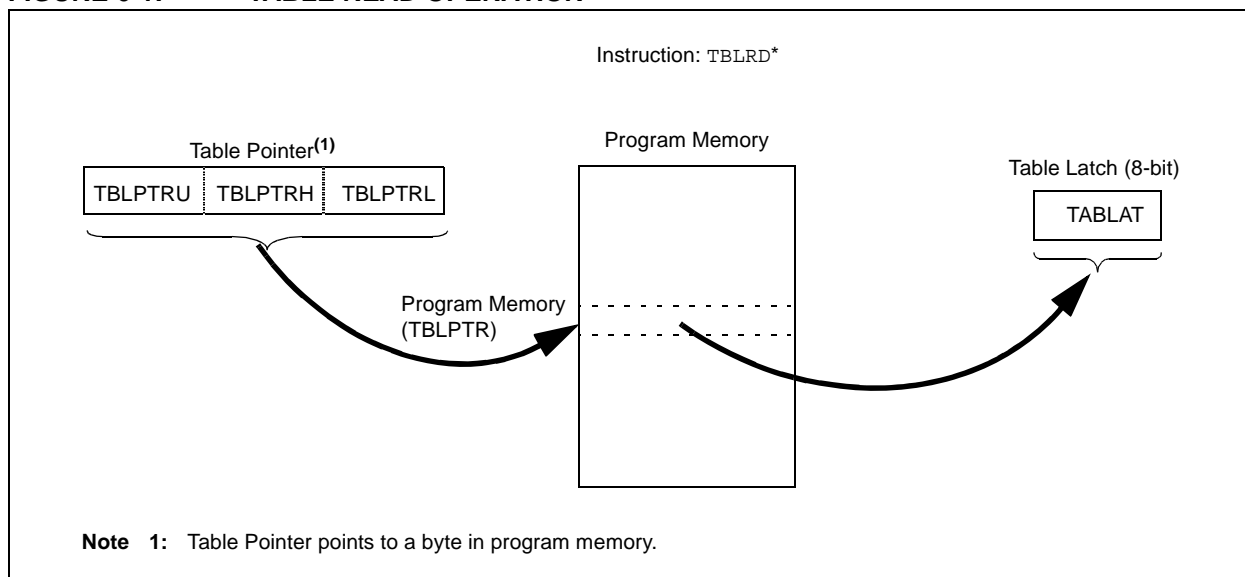 Instruction: TBLRD*
Table Pointer(1)
TBLPTRU TBLPTRH TBLPTRL
Program Memory
Table Latch (8-bit)
TABLAT
Program Memory
(TBLPTR)
Note 1: Table Pointer points to a byte in program memory.